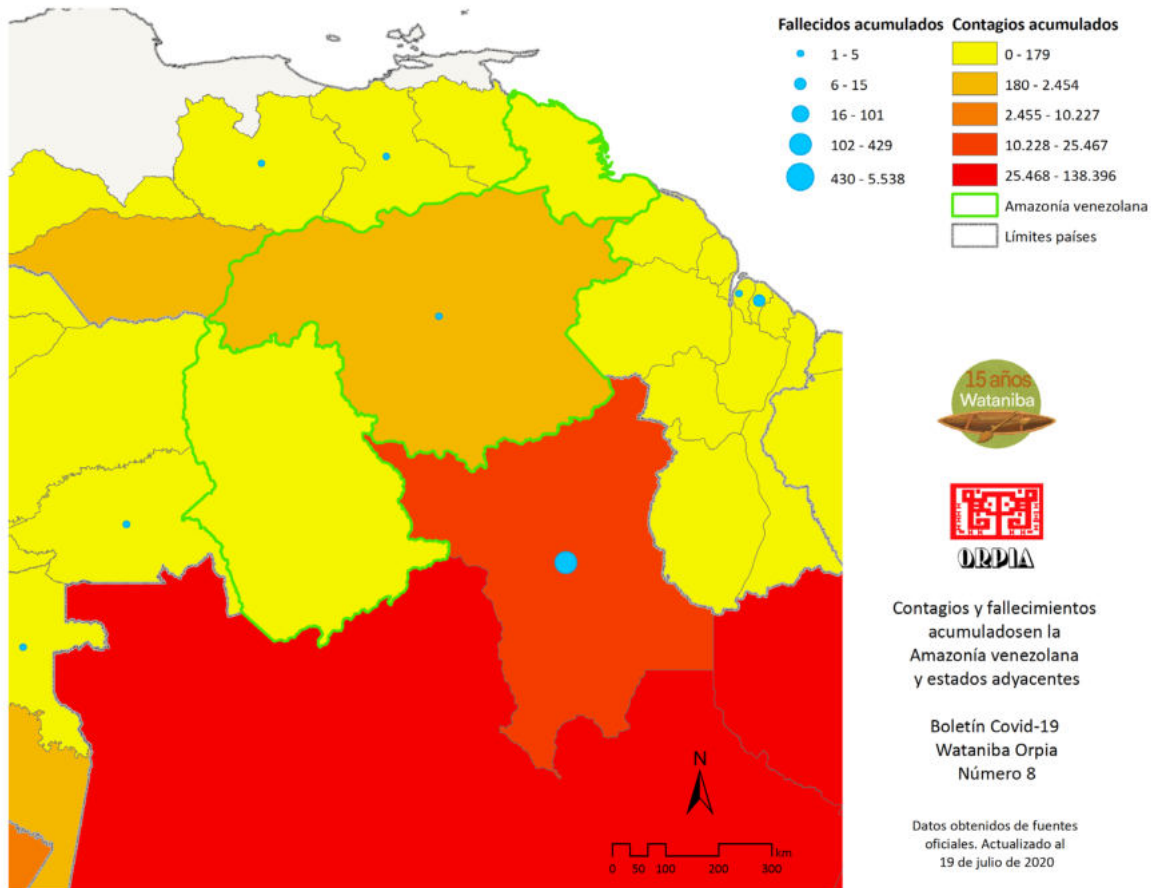 Fallecidos acumulados
1 - 5
6 - 15
16 - 101
102 - 429
430 - 5.538
Contagios acumulados
0 - 179
180 - 2.454
2.455 - 10.227
10.228 - 25.467
25.468 - 138.396
Amazonía venezolana
Límites países
15 años
Wataniba
ORPIA
Contagios y fallecimientos
acumuladosen la
Amazonía venezolana
y estados adyacentes
Boletín Covid-19
Wataniba Orpia
Número 8
Datos obtenidos de fuentes
oficiales. Actualizado al
19 de julio de 2020
N
km
0 50 100 200 300